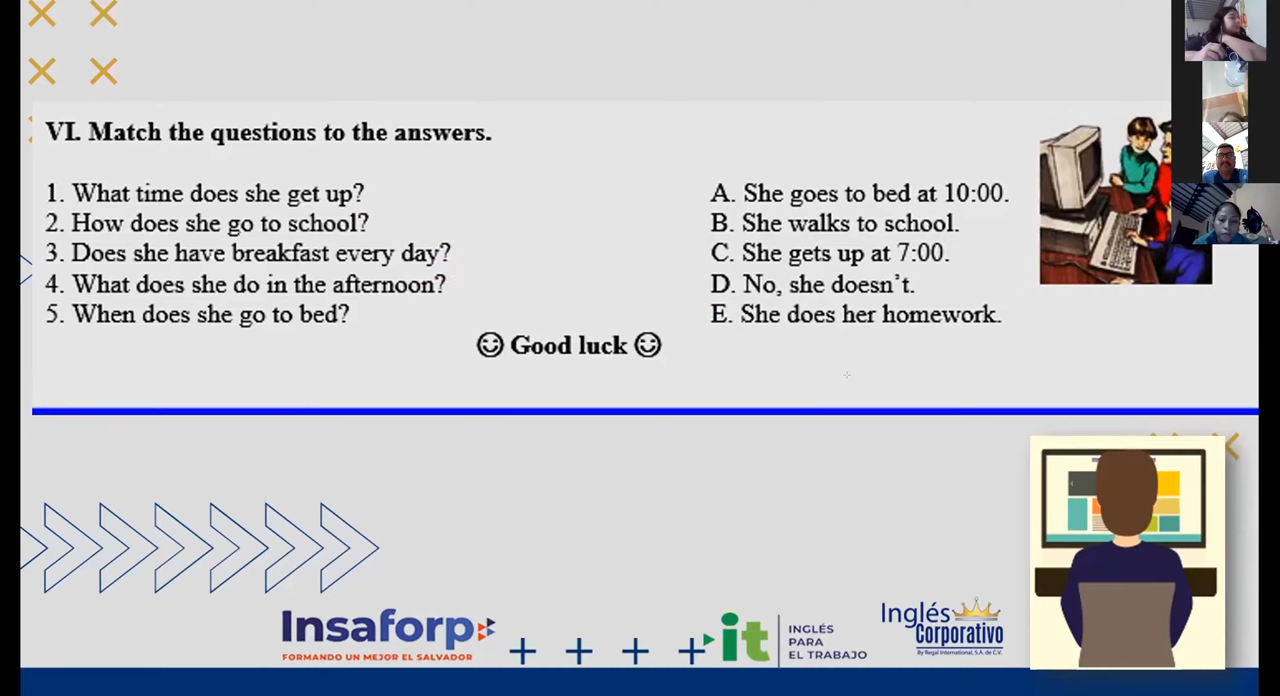 VI. Match the questions to the answers.
1. What time does she get up?
2. How does she go to school?
3. Does she have breakfast every day?
4. What does she do in the afternoon?
5. When does she go to bed?
A. She goes to bed at 10:00.
B. She walks to school.
C. She gets up at 7:00.
D. No, she doesn't.
E. She does her homework.
☺ Good luck ☺
Insaforp
FORMANDO UN MEJOR EL SALVADOR
it
INGLÉS
PARA
EL TRABAJO
Inglés
Corporativo
By Regal International, S.A. de C.V.